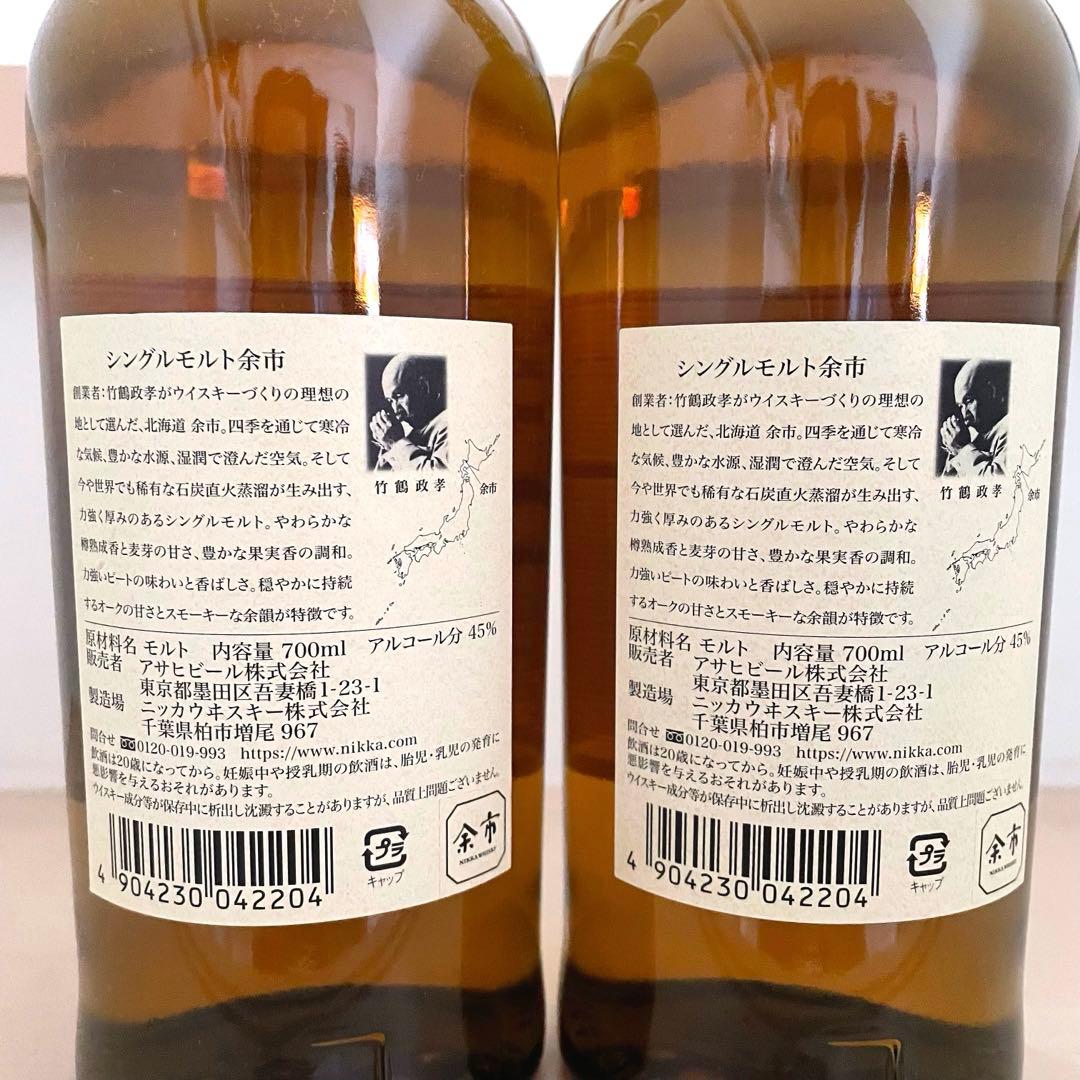 シングルモルト余市
創業者:竹鶴政孝がウイスキーづくりの理想の
地として選んだ、北海道 余市。四季を通じて寒冷
な気候、豊かな水源、湿潤で澄んだ空気。そして
今や世界でも稀有な石炭直火蒸溜が生み出す、
力強く厚みのあるシングルモルト。やわらかな
樽熟成香と麦芽の甘さ、豊かな果実香の調和。
力強いピートの味わいと香ばしさ。穏やかに持続
するオークの甘さとスモーキーな余韻が特徴です。
竹鶴政孝
余市
原材料名 モルト 内容量 700ml アルコール分 45%
販売者 アサヒビール株式会社
東京都墨田区吾妻橋1-23-1
製造場 ニッカウヰスキー株式会社
千葉県柏市増尾 967
問合せ 0120-019-993 https://www.nikka.com
飲酒は20歳になってから。妊娠中や授乳期の飲酒は、胎児・乳児の発育に
悪影響を与えるおそれがあります。
ウイスキー成分等が保存中に析出し沈澱することがありますが、品質上問題ございません。
4 904230 042204
プラ
キャップ
余市
NIKKA WHISKY
シングルモルト余市
創業者:竹鶴政孝がウイスキーづくりの理想の
地として選んだ、北海道 余市。四季を通じて寒冷
な気候、豊かな水源、湿潤で澄んだ空気。そして
今や世界でも稀有な石炭直火蒸溜が生み出す、
力強く厚みのあるシングルモルト。やわらかな
樽熟成香と麦芽の甘さ、豊かな果実香の調和。
力強いピートの味わいと香ばしさ。穏やかに持続
するオークの甘さとスモーキーな余韻が特徴です。
竹鶴政孝
余市
原材料名 モルト 内容量 700ml アルコール分 45%
販売者 アサヒビール株式会社
東京都墨田区吾妻橋1-23-1
製造場 ニッカウヰスキー株式会社
千葉県柏市増尾 967
問合せ 0120-019-993 https://www.nikka.com
飲酒は20歳になってから。妊娠中や授乳期の飲酒は、胎児・乳児の発育に
悪影響を与えるおそれがあります。
ウイスキー成分等が保存中に析出し沈澱することがありますが、品質上問題ございません。
4 904230 042204
プラ
キャップ
余市
NIKKA WHISKY